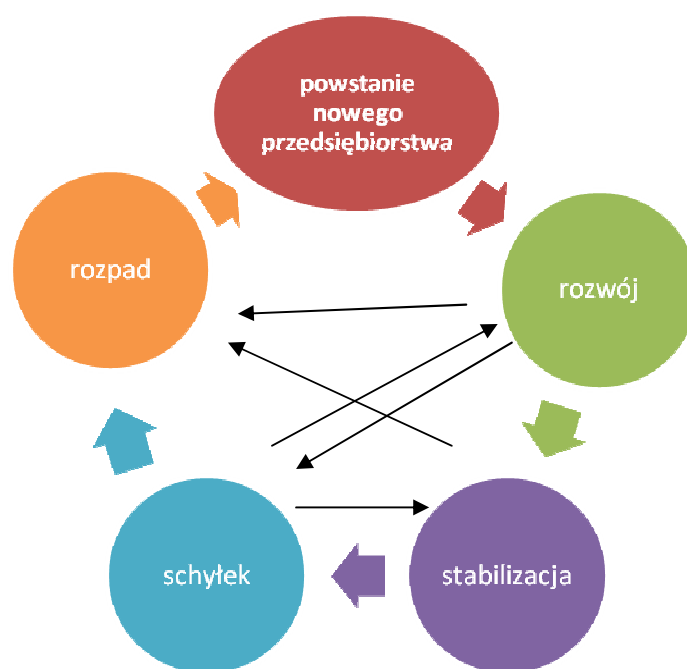 powstanie
nowego
przedsiębiorstwa
rozpad
rozwój
schyłek
stabilizacja